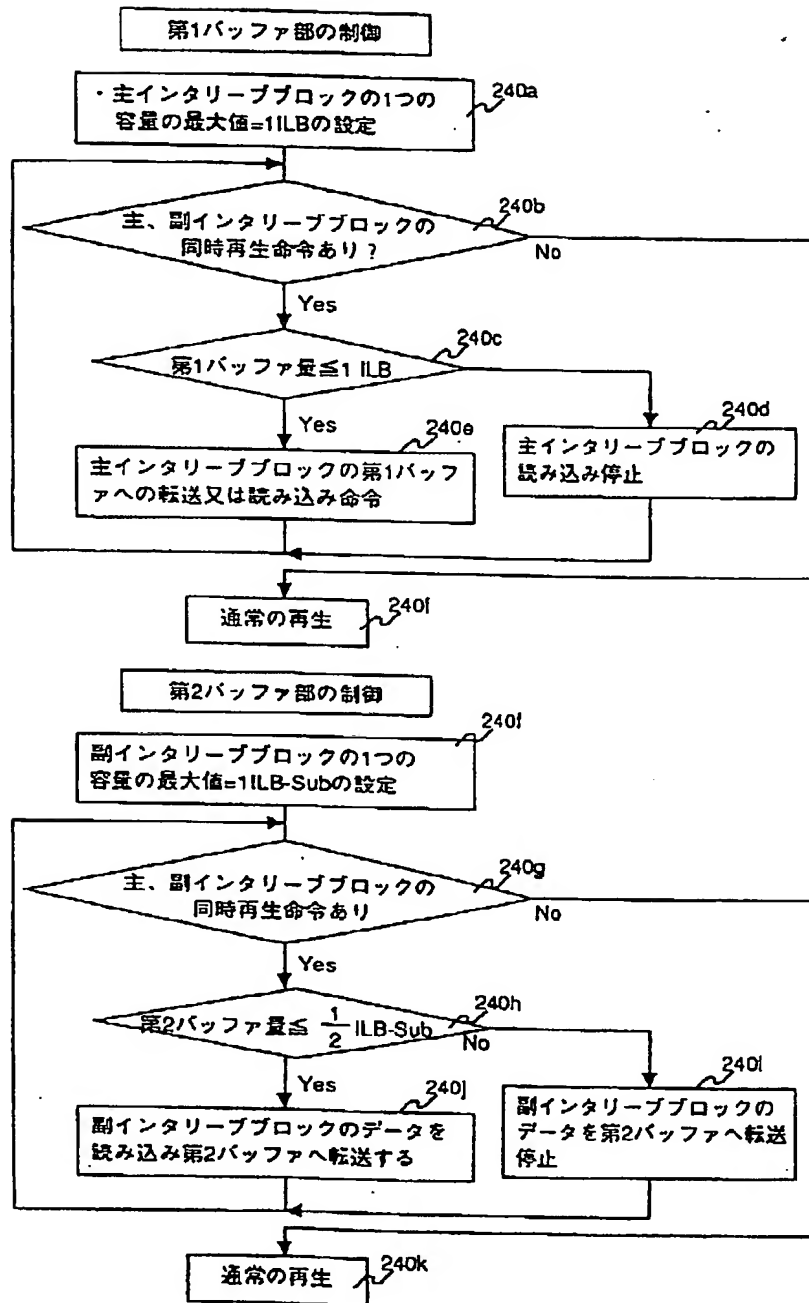 第1バッファ部の制御
・主インタリーブブロックの1つの
容量の最大値=1ILBの設定
240a
主、副インタリーブブロックの
同時再生命令あり?
240b
No
Yes
第1バッファ量≦1 ILB
240c
Yes
主インタリーブブロックの第1バッフ
ァへの転送又は読み込み命令
240e
主インタリーブブロックの
読み込み停止
240d
通常の再生
240f
第2バッファ部の制御
副インタリーブブロックの1つの
容量の最大値=1ILB-Subの設定
240f
主、副インタリーブブロックの
同時再生命令あり
240g
No
Yes
第2バッファ量≦ 1/2 ILB-Sub
240h
No
Yes
副インタリーブブロックのデータを
読み込み第2バッファへ転送する
240j
副インタリーブブロックの
データを第2バッファへ転送
停止
240i
通常の再生
240k